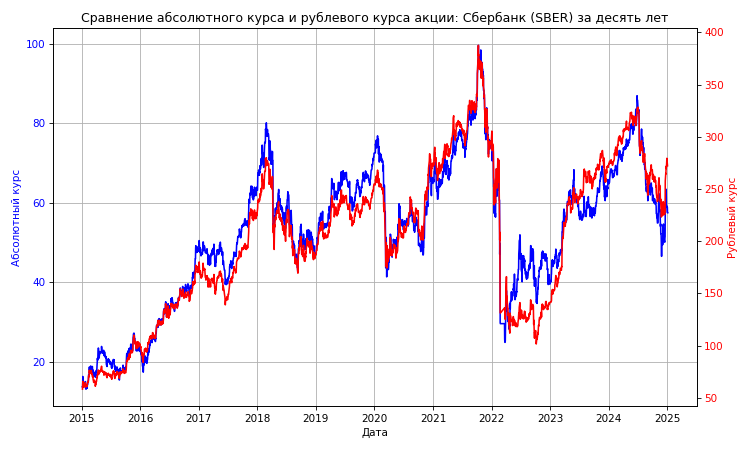 Сравнение абсолютного курса и рублевого курса акции: Сбербанк (SBER) за десять лет
Абсолютный курс
100
80
60
40
20
400
350
300
250
200
150
100
50
Рублевый курс
2015 2016 2017 2018 2019 2020 2021 2022 2023 2024 2025
Дата